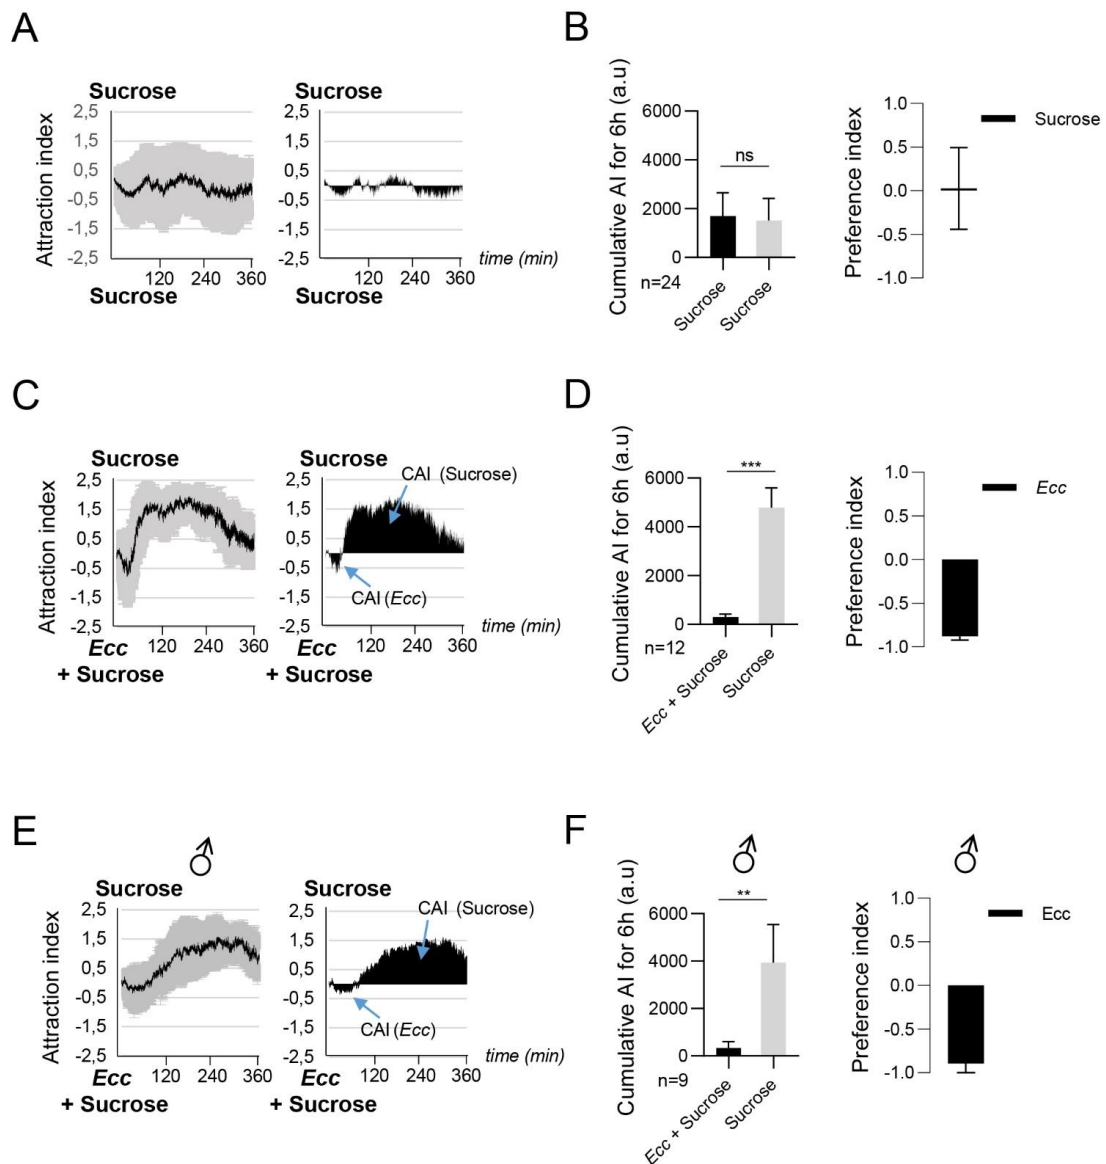 A
Sucrose
Sucrose
Attraction index
2,5
1,5
0,5
-0,5
-1,5
-2,5
120 240 360
Sucrose
2,5
1,5
0,5
-0,5
-1,5
-2,5
120 240 360
time (min)
Sucrose
B
Cumulative AI for 6h (a.u)
6000
4000
2000
0
ns
n=24
Sucrose
Sucrose
Preference index
1.0
0.5
0.0
-0.5
-1.0
Sucrose
C
Sucrose
Sucrose
Attraction index
2,5
1,5
0,5
-0,5
-1,5
-2,5
120 240 360
Ecc
+ Sucrose
2,5
1,5
0,5
-0,5
-1,5
-2,5
CAI (Sucrose)
CAI (Ecc)
120 240 360
time (min)
Ecc
+ Sucrose
D
Cumulative AI for 6h (a.u)
6000
4000
2000
0
***
n=12
Ecc + Sucrose
Sucrose
Preference index
1.0
0.5
0.0
-0.5
-1.0
Ecc
E
♂
Sucrose
Sucrose
Attraction index
2,5
1,5
0,5
-0,5
-1,5
-2,5
120 240 360
Ecc
+ Sucrose
2,5
1,5
0,5
-0,5
-1,5
-2,5
CAI (Sucrose)
CAI (Ecc)
120 240 360
time (min)
Ecc
+ Sucrose
F
♂
Cumulative AI for 6h (a.u)
6000
4000
2000
0
**
n=9
Ecc + Sucrose
Sucrose
♂
Preference index
1.0
0.5
0.0
-0.5
-1.0
Ecc